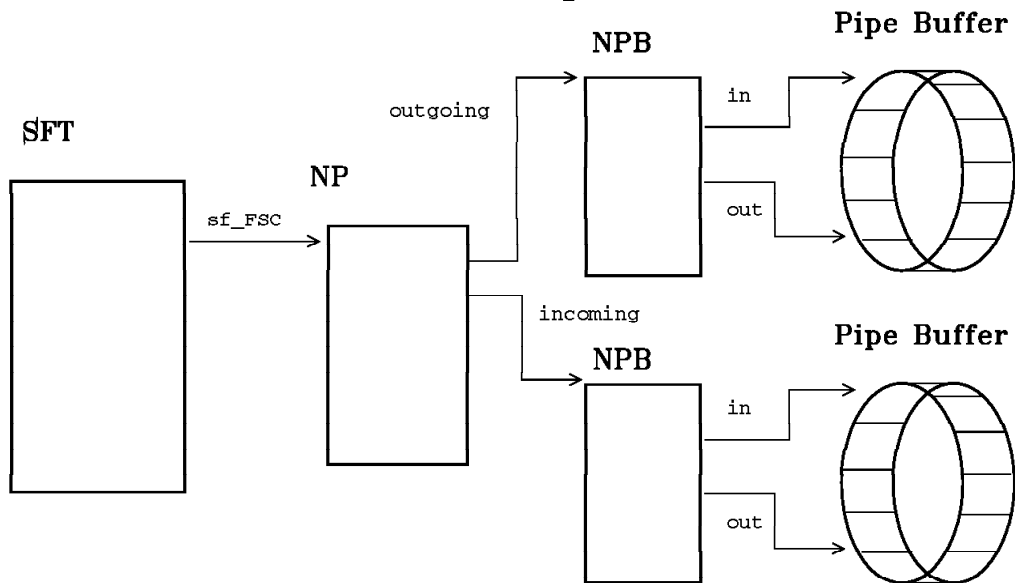 Pipe Buffer
NPB
in
outgoing
SFT
NP
out
sf_FSC
incoming
Pipe Buffer
NPB
in
out